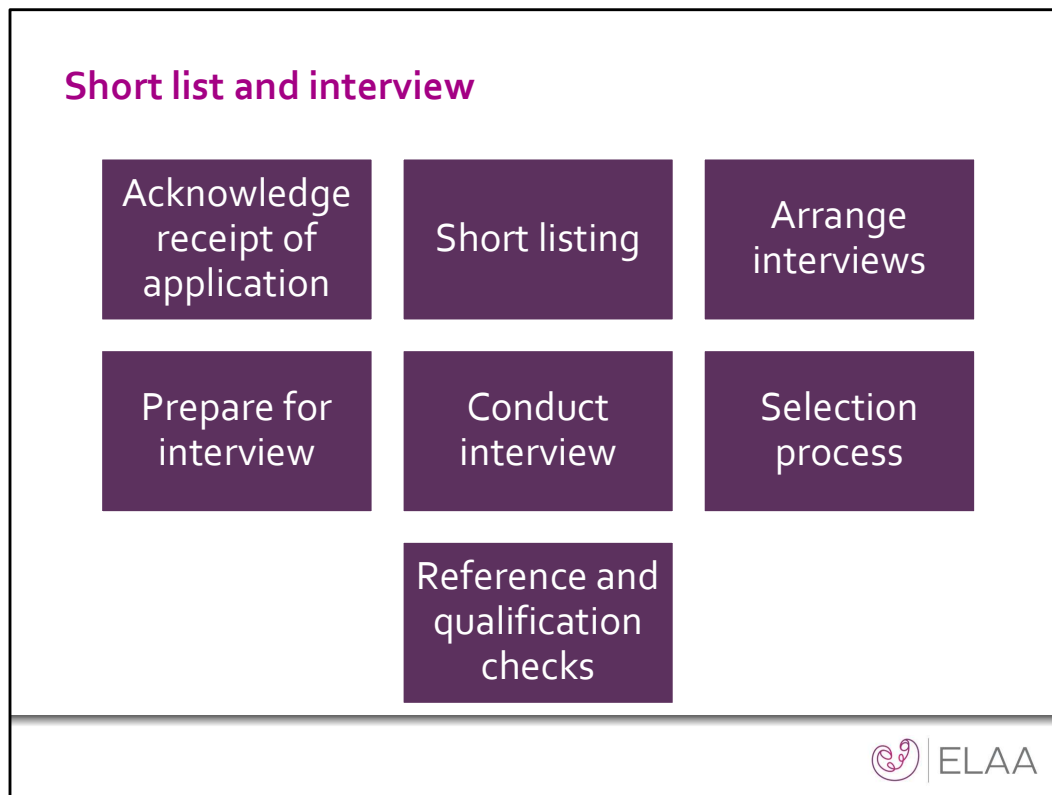 Short list and interview
Acknowledge
receipt of
application
Short listing
Arrange
interviews
Prepare for
interview
Conduct
interview
Selection
process
Reference and
qualification
checks
ELAA